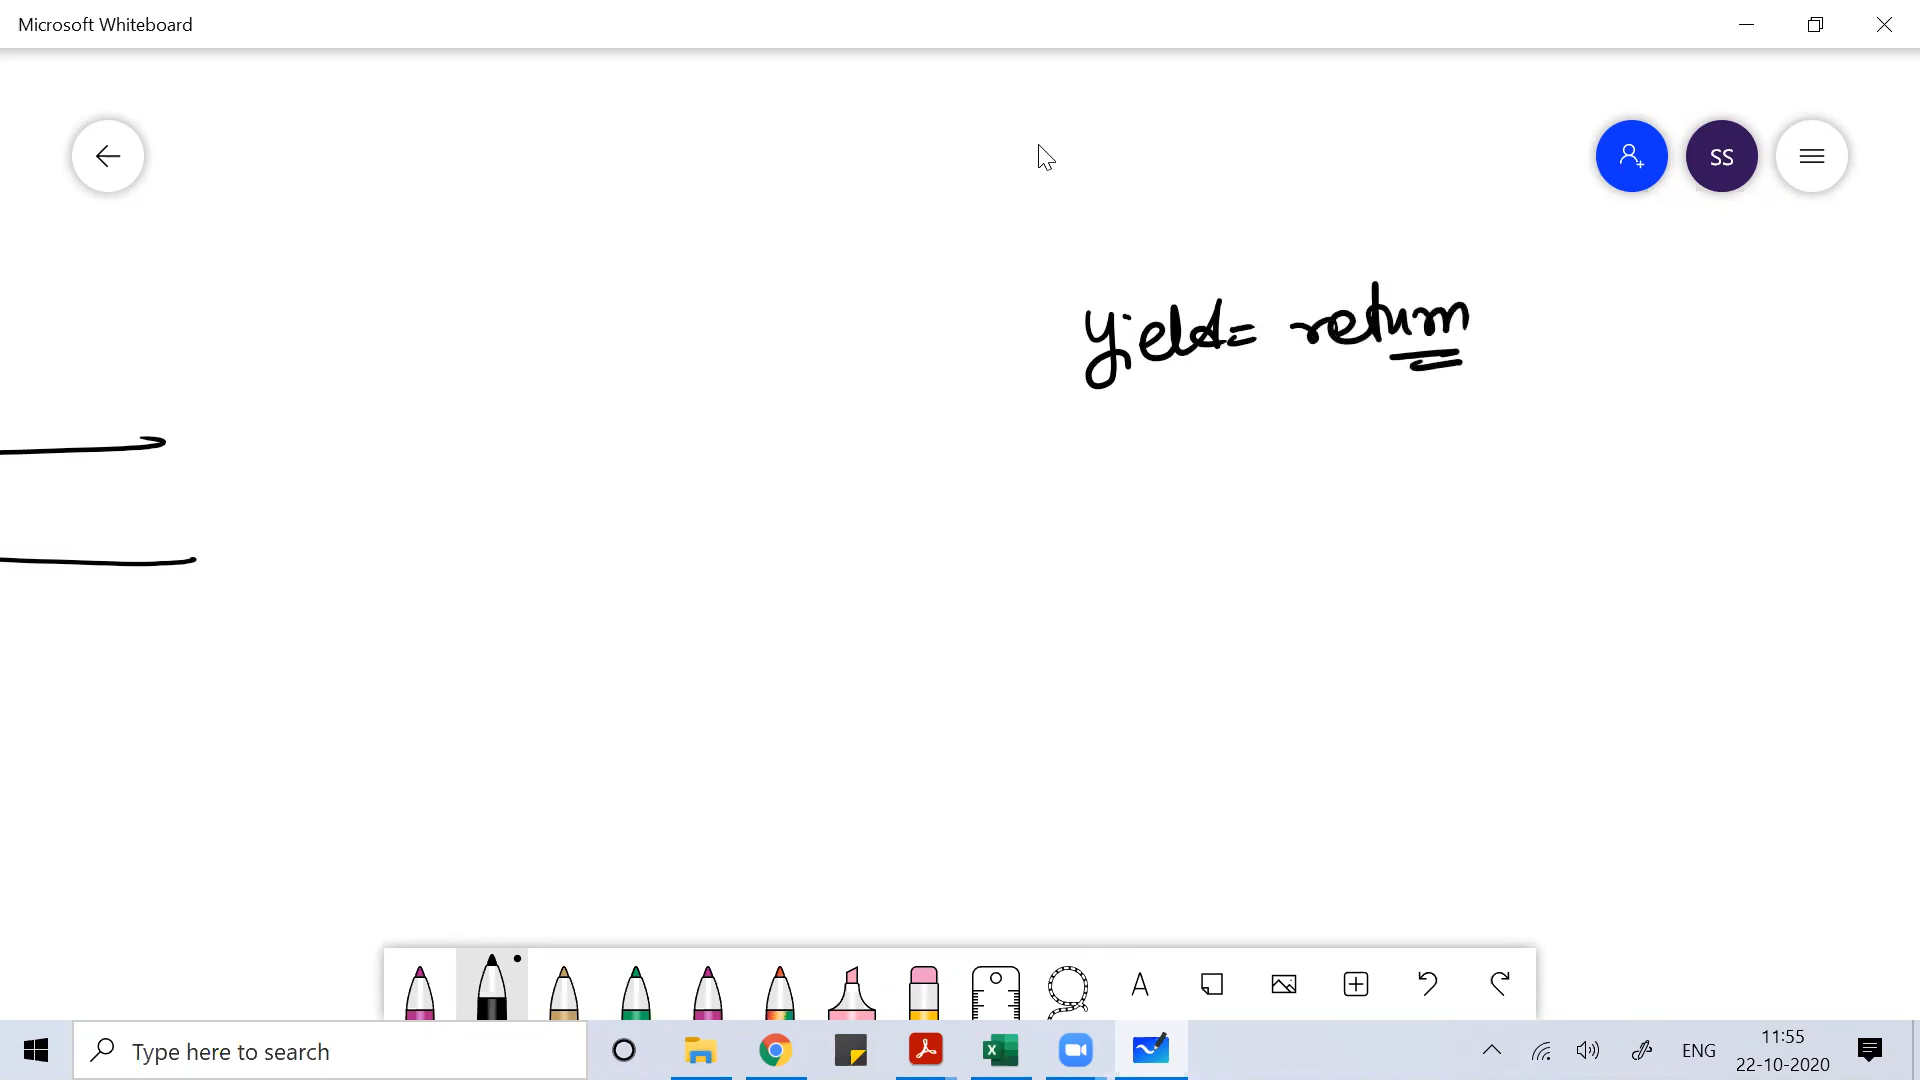 Microsoft Whiteboard
SS
yield= return
A
Type here to search
ENG
11:55
22-10-2020